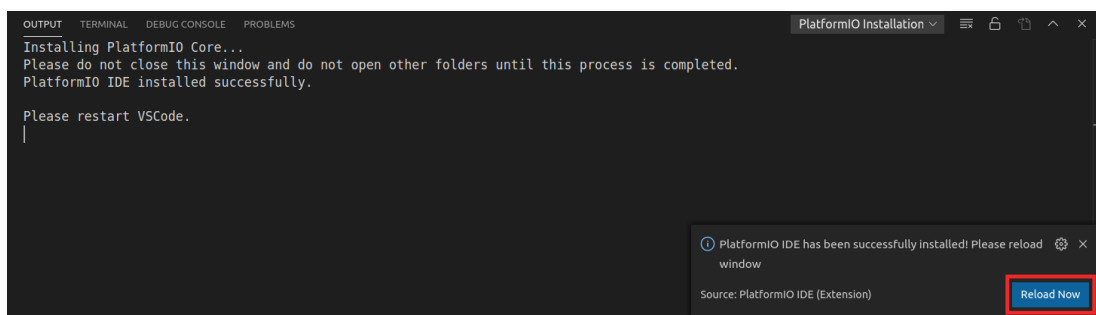 OUTPUT TERMINAL DEBUG CONSOLE PROBLEMS PlatformIO Installation
Installing PlatformIO Core...
Please do not close this window and do not open other folders until this process is completed.
PlatformIO IDE installed successfully.
Please restart VSCode.
PlatformIO IDE has been successfully installed! Please reload
window
Source: PlatformIO IDE (Extension) Reload Now